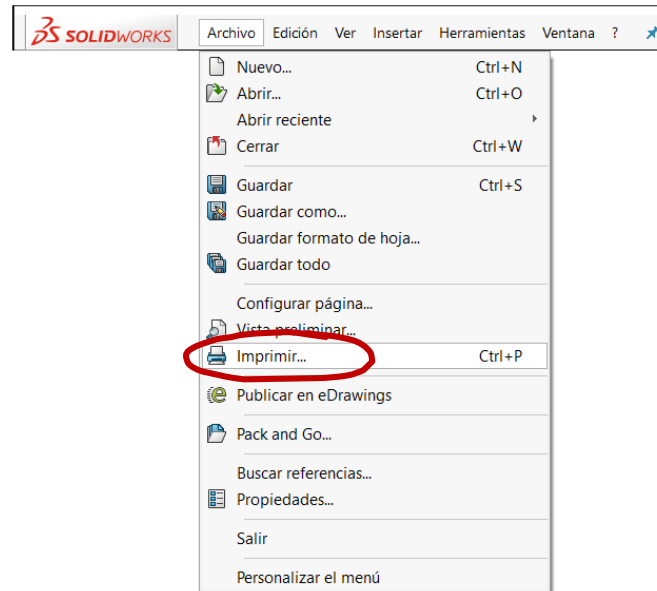 SOLIDWORKS Archivo Edición Ver Insertar Herramientas Ventana ?
Nuevo... Ctrl+N
Abrir... Ctrl+O
Abrir reciente
Cerrar Ctrl+W
Guardar Ctrl+S
Guardar como...
Guardar formato de hoja...
Guardar todo
Configurar página...
Vista preliminar...
Imprimir... Ctrl+P
Publicar en eDrawings
Pack and Go...
Buscar referencias...
Propiedades...
Salir
Personalizar el menú